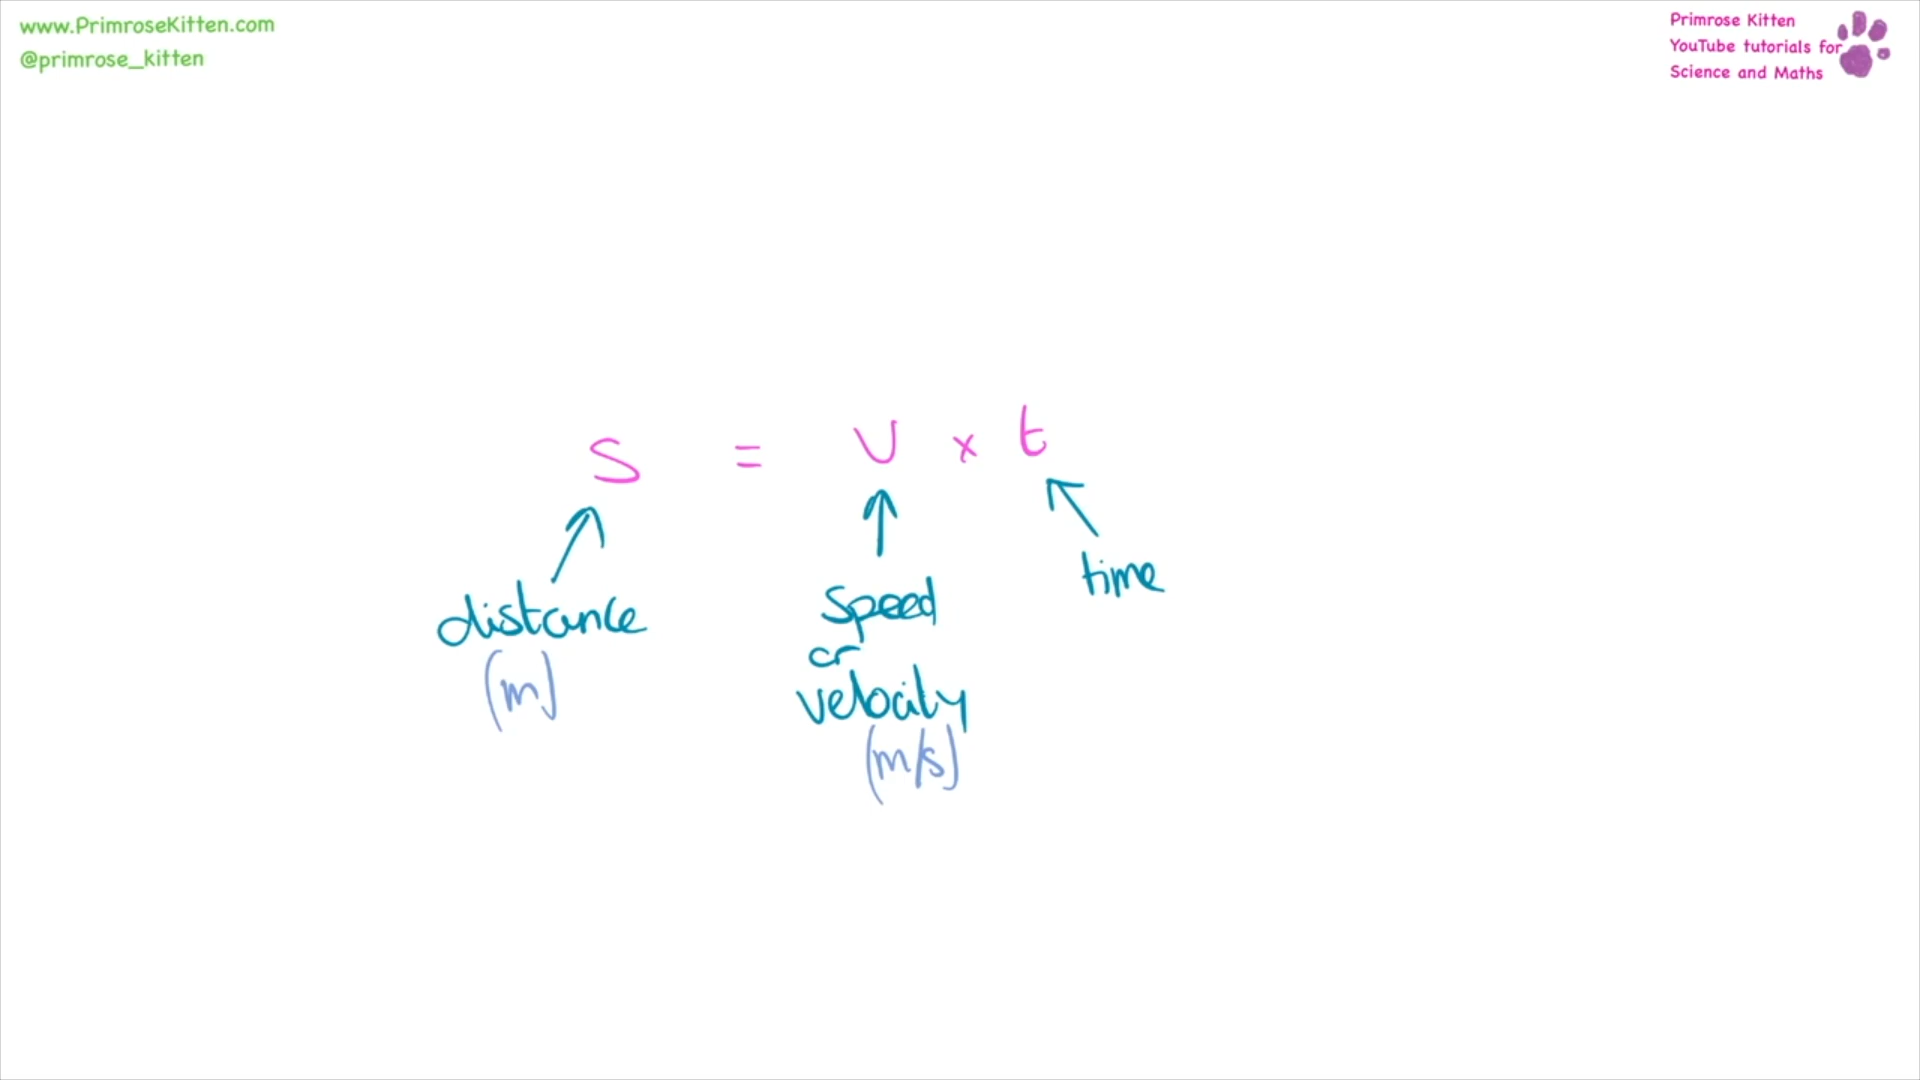 www.PrimroseKitten.com
@primrose_kitten
Primrose Kitten
YouTube tutorials for
Science and Maths
s = v x t
distance
(m)
speed
or
velocity
(m/s)
time